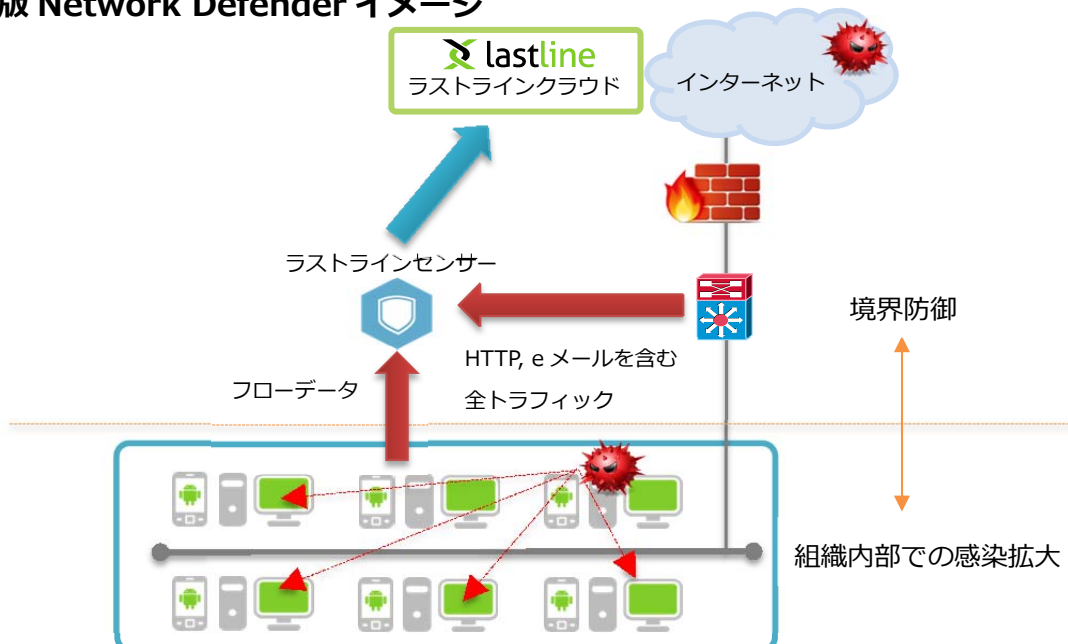 版 Network Defender イメージ
lastline
ラストラインクラウド
インターネット
ラストラインセンサー
境界防御
HTTP, e メールを含む
フローデータ
全トラフィック
組織内部での感染拡大